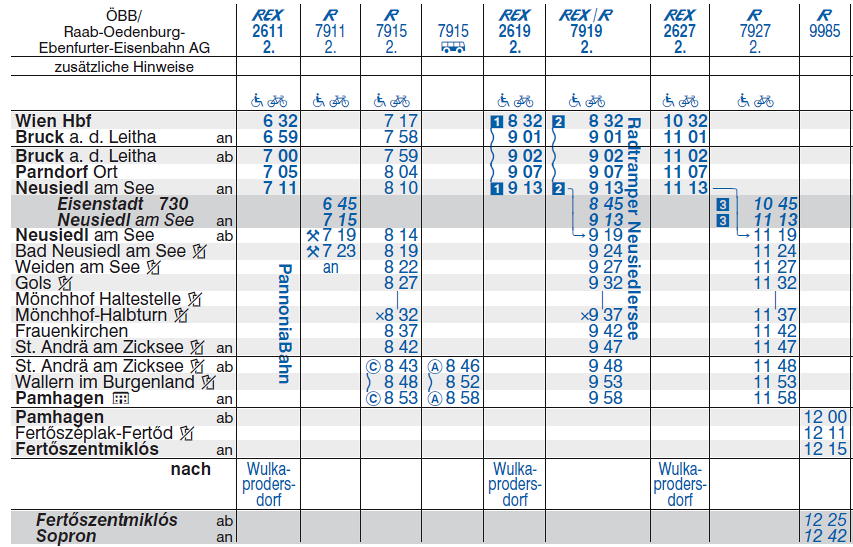 ÖBB/ REX R R 7915 REX REX/R REX R R
Raab-Oedenburg- 2611 7911 7915 2619 7919 2627 7927 9985
Ebenfurter-Eisenbahn AG 2. 2. 2. 2. 2. 2. 2.
zusätzliche Hinweise
Wien Hbf 6 32 7 17 1 8 32 2 8 32 10 32
Bruck a. d. Leitha an 6 59 7 58 9 01 9 01 11 01
Bruck a. d. Leitha ab 7 00 7 59 9 02 9 02 11 02
Parndorf Ort 7 05 8 04 9 07 9 07 11 07
Neusiedl am See an 7 11 8 10 1 9 13 2 9 13 11 13
Eisenstadt 730 6 45 8 45 3 10 45
Neusiedl am See an 7 15 9 13 3 11 13
Neusiedl am See ab 7 19 8 14 9 19 11 19
Bad Neusiedl am See 7 23 8 19 9 24 11 24
Weiden am See an 8 22 9 27 11 27
Gols 8 27 9 32 11 32
Mönchhof Haltestelle
Mönchhof-Halbturn ×8 32 ×9 37 11 37
Frauenkirchen 8 37 9 42 11 42
St. Andrä am Zicksee an 8 42 9 47 11 47
St. Andrä am Zicksee ab Ⓒ 8 43 Ⓐ 8 46 9 48 11 48
Wallern im Burgenland 8 48 8 52 9 53 11 53
Pamhagen an Ⓒ 8 53 Ⓐ 8 58 9 58 11 58
PannoniaBahn
Radtramper Neusiedlersee
Pamhagen ab 12 00
Fertőszéplak-Fertőd 12 11
Fertőszentmiklós an 12 15
nach Wulka- Wulka- Wulka-
proders- proders- proders-
dorf dorf dorf
Fertőszentmiklós ab 12 25
Sopron an 12 42